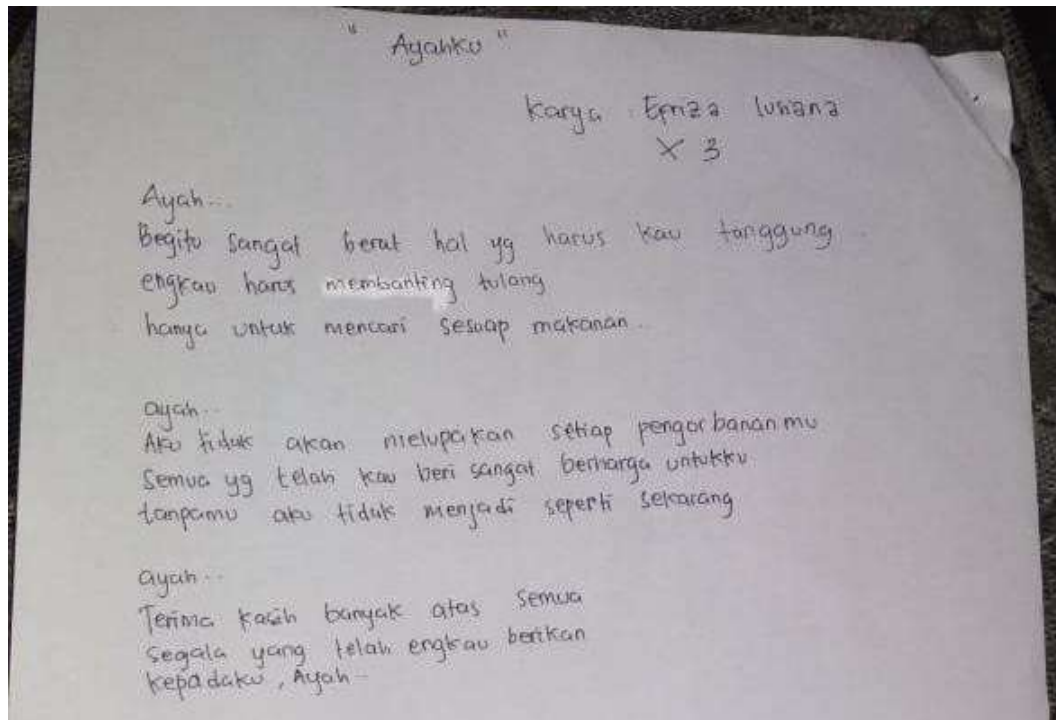 " Ayahku "
Karya : Luviana
X 3
Ayah...
Begitu sangat berat hal yg harus kau tanggung.
engkau harus membanting tulang
hanya untuk mencari sesuap makanan..
ayah..
Aku tidak akan melupakan setiap pengorbananmu
Semua yg telah kau beri sangat berharga untukku.
tanpamu aku tidak menjadi seperti sekarang
ayah..
Terima kasih banyak atas semua
segala yang telah engkau berikan
kepadaku, Ayah..